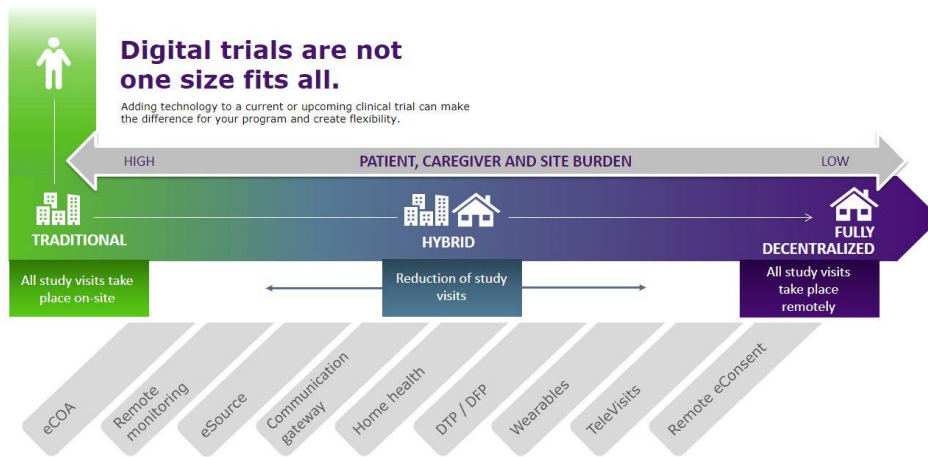 Digital trials are not
one size fits all.
Adding technology to a current or upcoming clinical trial can make
the difference for your program and create flexibility.
HIGH
PATIENT, CAREGIVER AND SITE BURDEN
LOW
TRADITIONAL
HYBRID
FULLY
DECENTRALIZED
All study visits take
place on-site
Reduction of study
visits
All study visits
take place
remotely
eCOA
Remote
monitoring
eSource
Communication
gateway
Home health
DTP / DFP
Wearables
TeleVisits
Remote eConsent